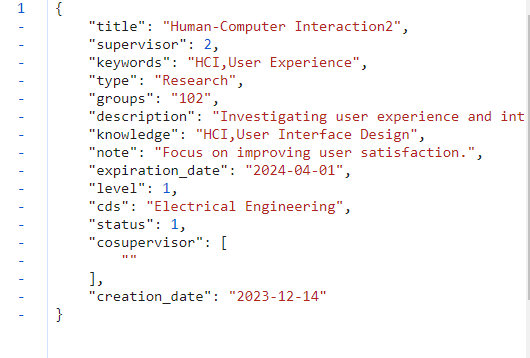 1 {
- "title": "Human-Computer Interaction2",
- "supervisor": 2,
- "keywords": "HCI,User Experience",
- "type": "Research",
- "groups": "102",
- "description": "Investigating user experience and int
- "knowledge": "HCI,User Interface Design",
- "note": "Focus on improving user satisfaction.",
- "expiration_date": "2024-04-01",
- "level": 1,
- "cds": "Electrical Engineering",
- "status": 1,
- "cosupervisor": [
- ""
- ],
- "creation_date": "2023-12-14"
- }